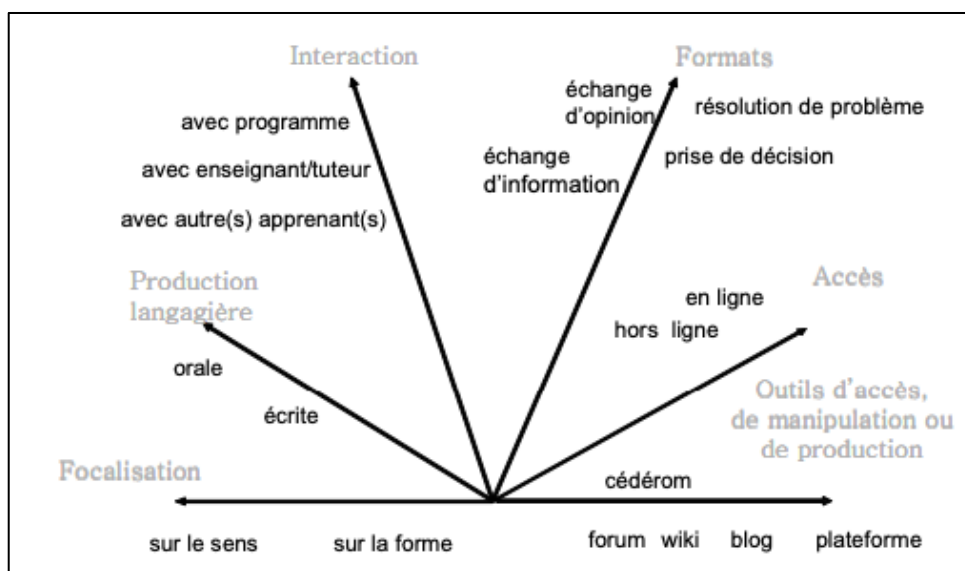 Interaction
Formats
avec programme
avec enseignant/tuteur
avec autre(s) apprenant(s)
échange
d'opinion
résolution de problème
échange
d'information
prise de décision
Production
langagière
orale
écrite
Accès
en ligne
hors ligne
Outils d'accès,
de manipulation ou
de production
Focalisation
sur le sens
sur la forme
cédérom
forum wiki blog plateforme